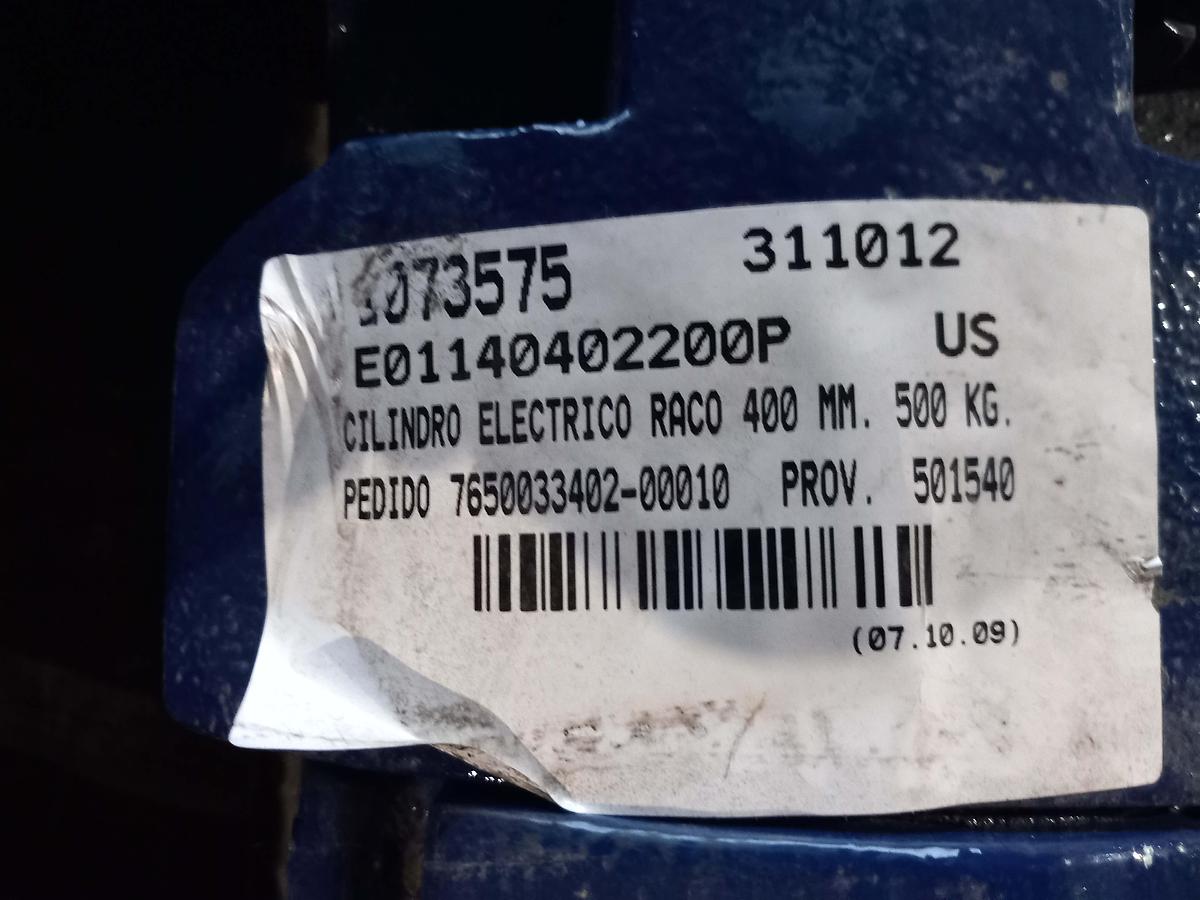 1073575 311012
E01140402200P US
CILINDRO ELECTRICO RACO 400 MM. 500 KG.
PEDIDO 7650033402-00010 PROV. 501540
(07.10.09)